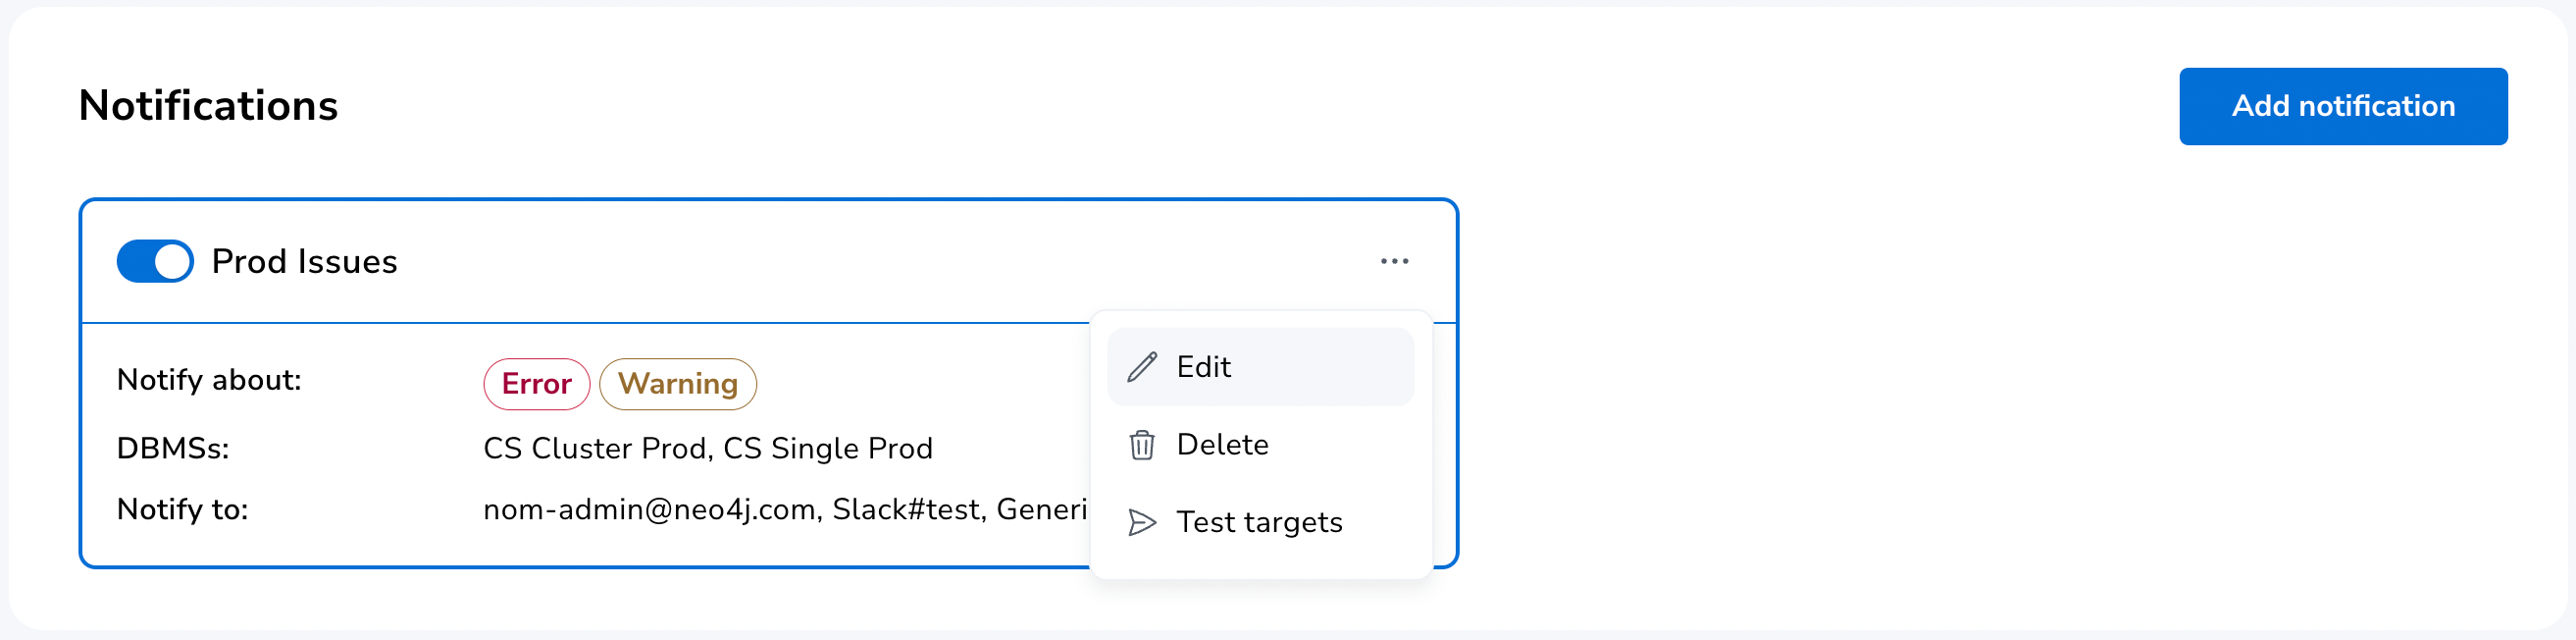 Notifications
Add notification
Prod Issues
Notify about: Error Warning
DBMSs: CS Cluster Prod, CS Single Prod
Notify to: nom-admin@neo4j.com, Slack#test, Generi
Edit
Delete
Test targets